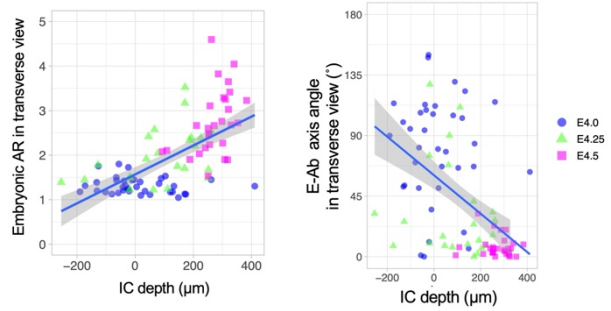 Embryonic AR in transverse view
5
4
3
2
1
0
−200 0 200 400
IC depth (μm)
E-Ab axis angle
in transverse view (°)
180
135
90
45
0
−200 0 200 400
IC depth (μm)
E4.0
E4.25
E4.5